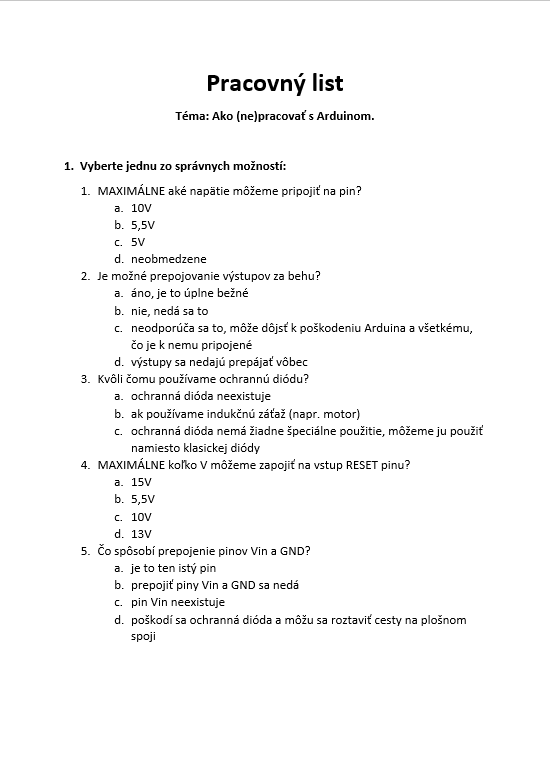 Pracovný list
Téma: Ako (ne)pracovať s Arduinom.
1. Vyberte jednu zo správnych možností:
1. MAXIMÁLNE aké napätie môžeme pripojiť na pin?
a. 10V
b. 5,5V
c. 5V
d. neobmedzene
2. Je možné prepojovanie výstupov za behu?
a. áno, je to úplne bežné
b. nie, nedá sa to
c. neodporúča sa to, môže dôjsť k poškodeniu Arduina a všetkému,
čo je k nemu pripojené
d. výstupy sa nedajú prepájať vôbec
3. Kvôli čomu používame ochrannú diódu?
a. ochranná dióda neexistuje
b. ak používame indukčnú záťaž (napr. motor)
c. ochranná dióda nemá žiadne špeciálne použitie, môžeme ju použiť
namiesto klasickej diódy
4. MAXIMÁLNE koľko V môžeme zapojiť na vstup RESET pinu?
a. 15V
b. 5,5V
c. 10V
d. 13V
5. Čo spôsobí prepojenie pinov Vin a GND?
a. je to ten istý pin
b. prepojiť piny Vin a GND sa nedá
c. pin Vin neexistuje
d. poškodí sa ochranná dióda a môžu sa roztaviť cesty na plošnom
spoji